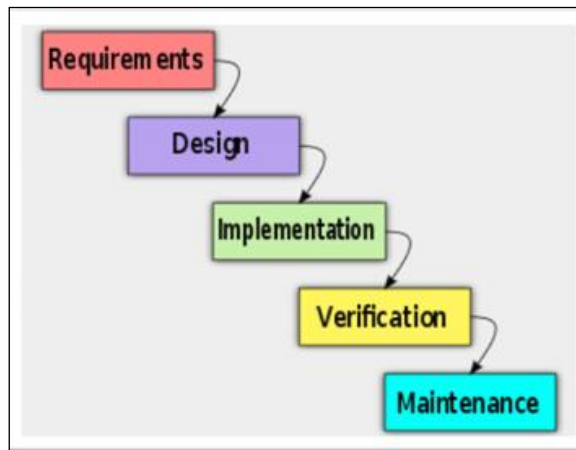 Requirements
Design
Implementation
Verification
Maintenance